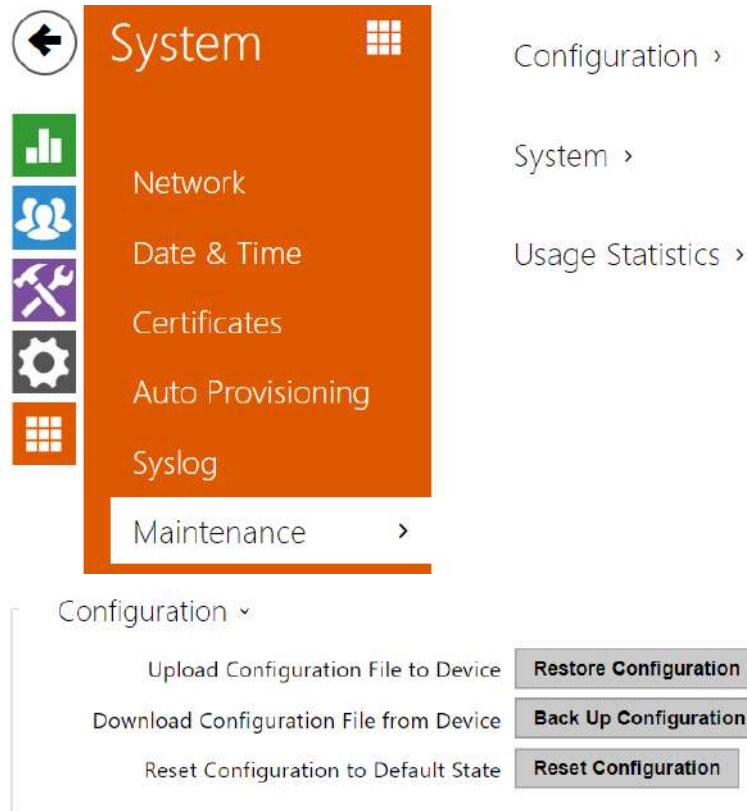 System
Network
Date & Time
Certificates
Auto Provisioning
Syslog
Maintenance ›
Configuration ›
System ›
Usage Statistics ›
Configuration ⌄
Upload Configuration File to Device Restore Configuration
Download Configuration File from Device Back Up Configuration
Reset Configuration to Default State Reset Configuration